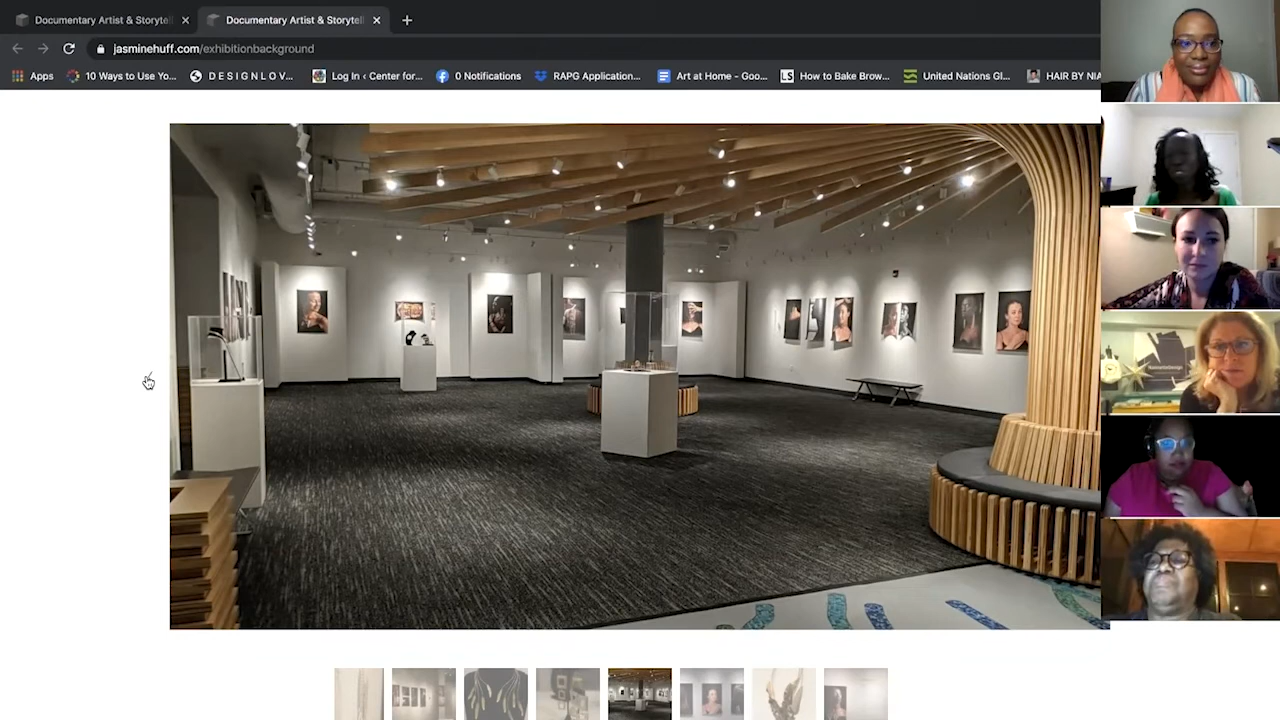 Documentary Artist & Storytell
Documentary Artist & Storytell
jasminehuff.com/exhibitionbackground
Apps
10 Ways to Use Yo...
D E S I G N L O V...
Log In ‹ Center for...
0 Notifications
RAPG Application...
Art at Home - Goo...
LS
How to Bake Brow...
United Nations Gl...
HAIR BY NIA